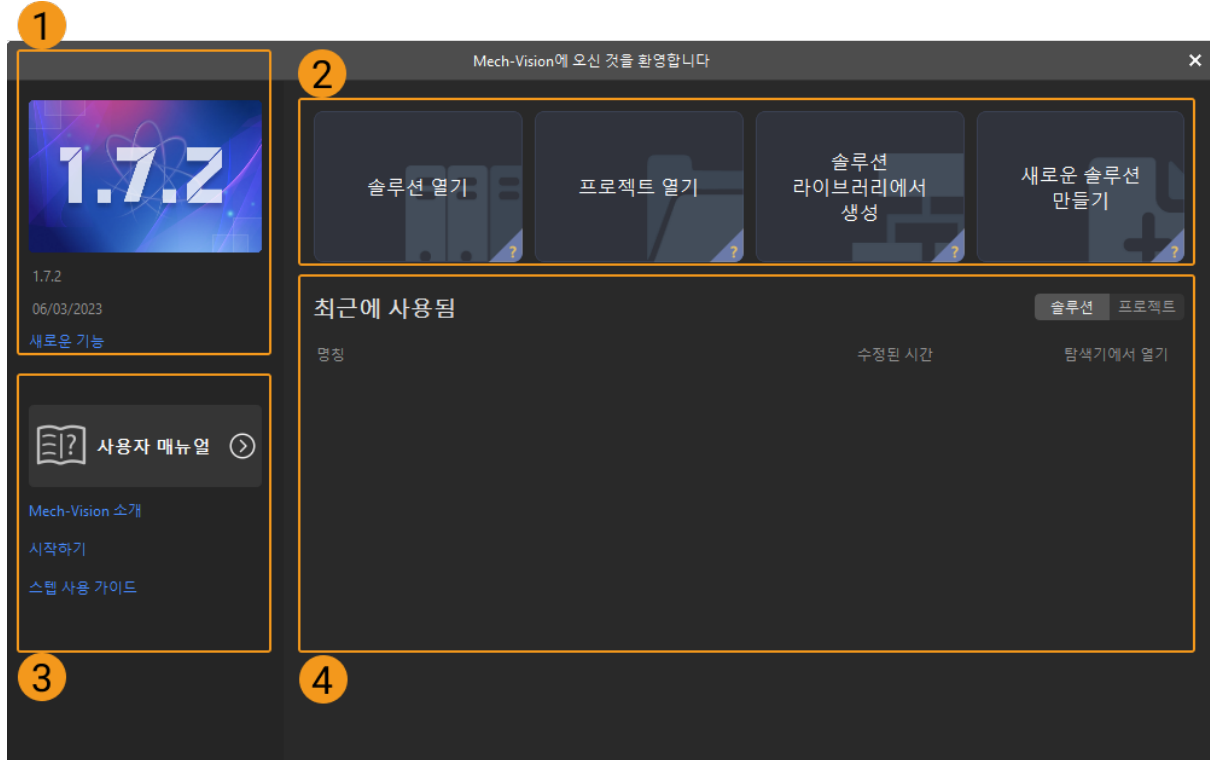 1
Mech-Vision에 오신 것을 환영합니다
1.7.2
1.7.2
06/03/2023
새로운 기능
2
솔루션 열기
?
프로젝트 열기
?
솔루션
라이브러리에서
생성
?
새로운 솔루션
만들기
?
사용자 매뉴얼
?
Mech-Vision 소개
시작하기
스텝 사용 가이드
3
최근에 사용됨
솔루션 프로젝트
명칭 수정된 시간 탐색기에서 열기
4